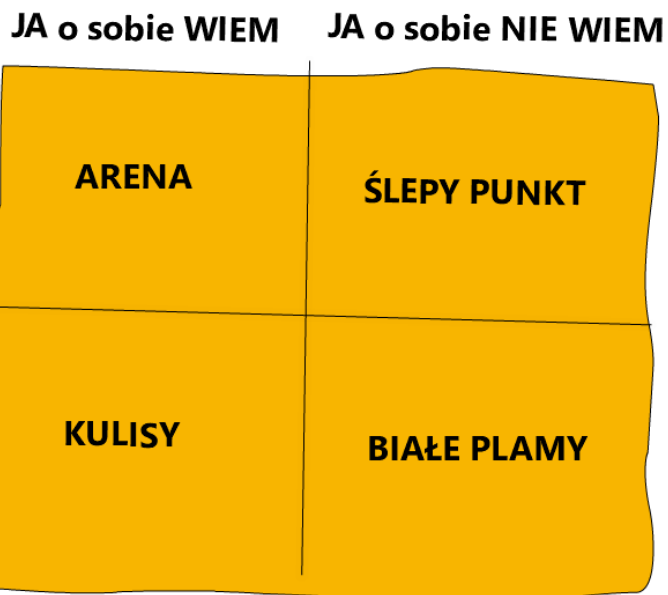 JA o sobie WIEM JA o sobie NIE WIEM
ARENA ŚLEPY PUNKT
KULISY BIAŁE PLAMY